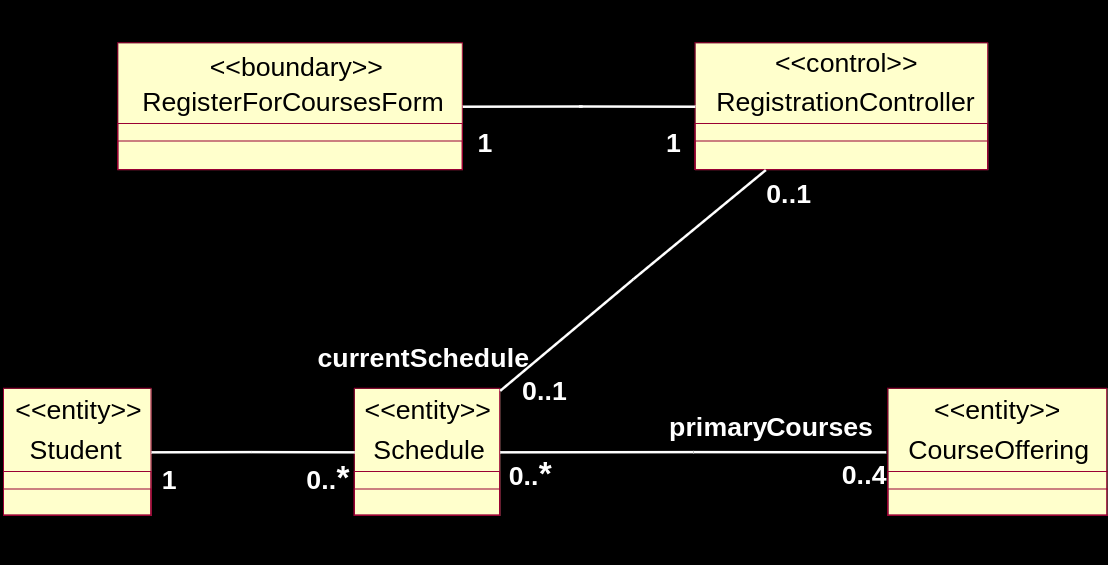 <<boundary>>
RegisterForCoursesForm
<<control>>
RegistrationController
1
1
0..1
currentSchedule
0..1
<<entity>>
Student
<<entity>>
Schedule
primaryCourses
<<entity>>
CourseOffering
1
0..*
0..*
0..4